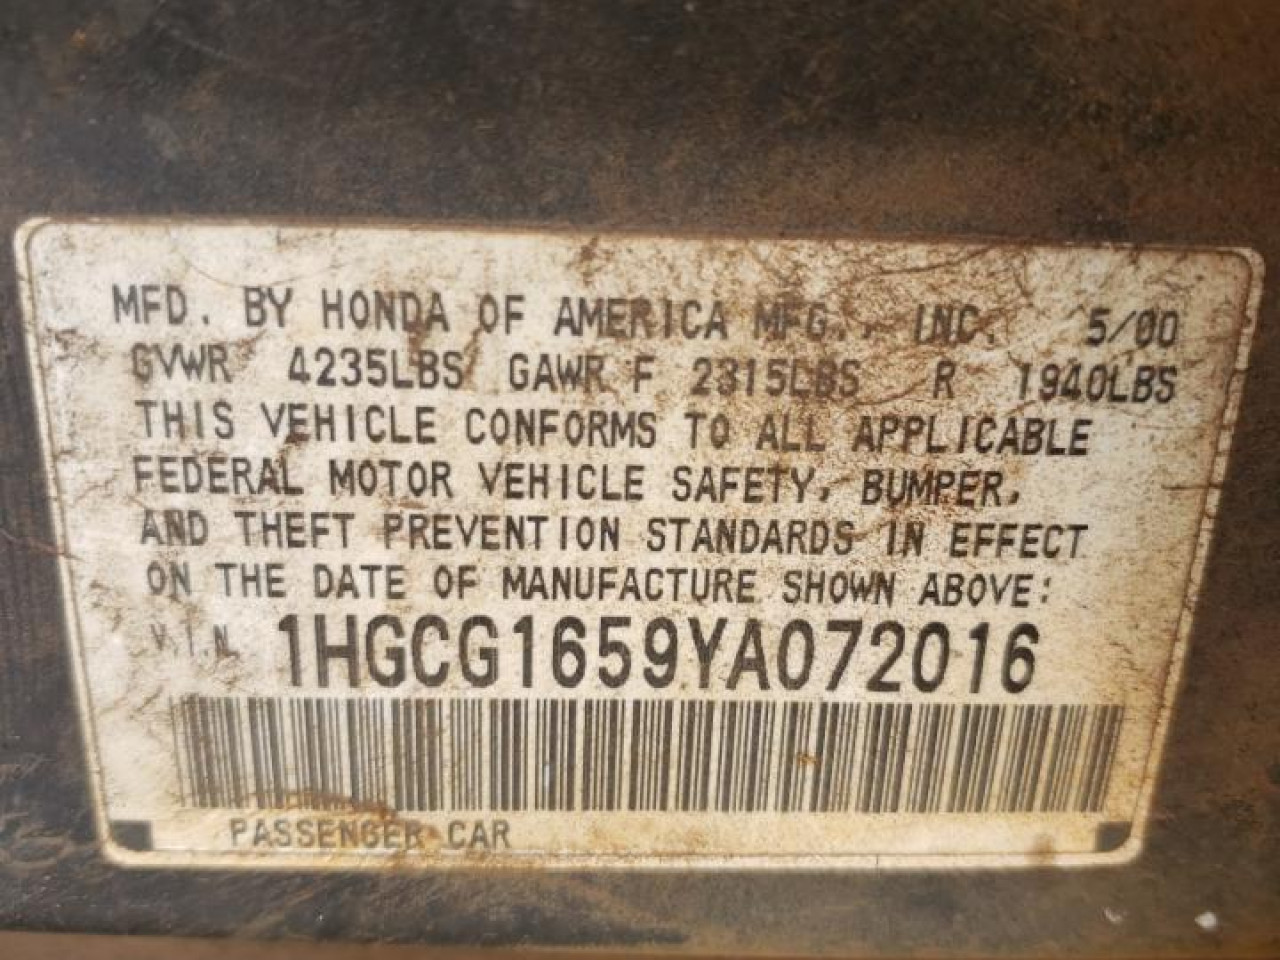 MFD. BY HONDA OF AMERICA MFG., INC. 5/00
GVWR 4235LBS GAWR F 2315LBS R 1940LBS
THIS VEHICLE CONFORMS TO ALL APPLICABLE
FEDERAL MOTOR VEHICLE SAFETY, BUMPER,
AND THEFT PREVENTION STANDARDS IN EFFECT
ON THE DATE OF MANUFACTURE SHOWN ABOVE:
V.I.N. 1HGCG1659YA072016
PASSENGER CAR